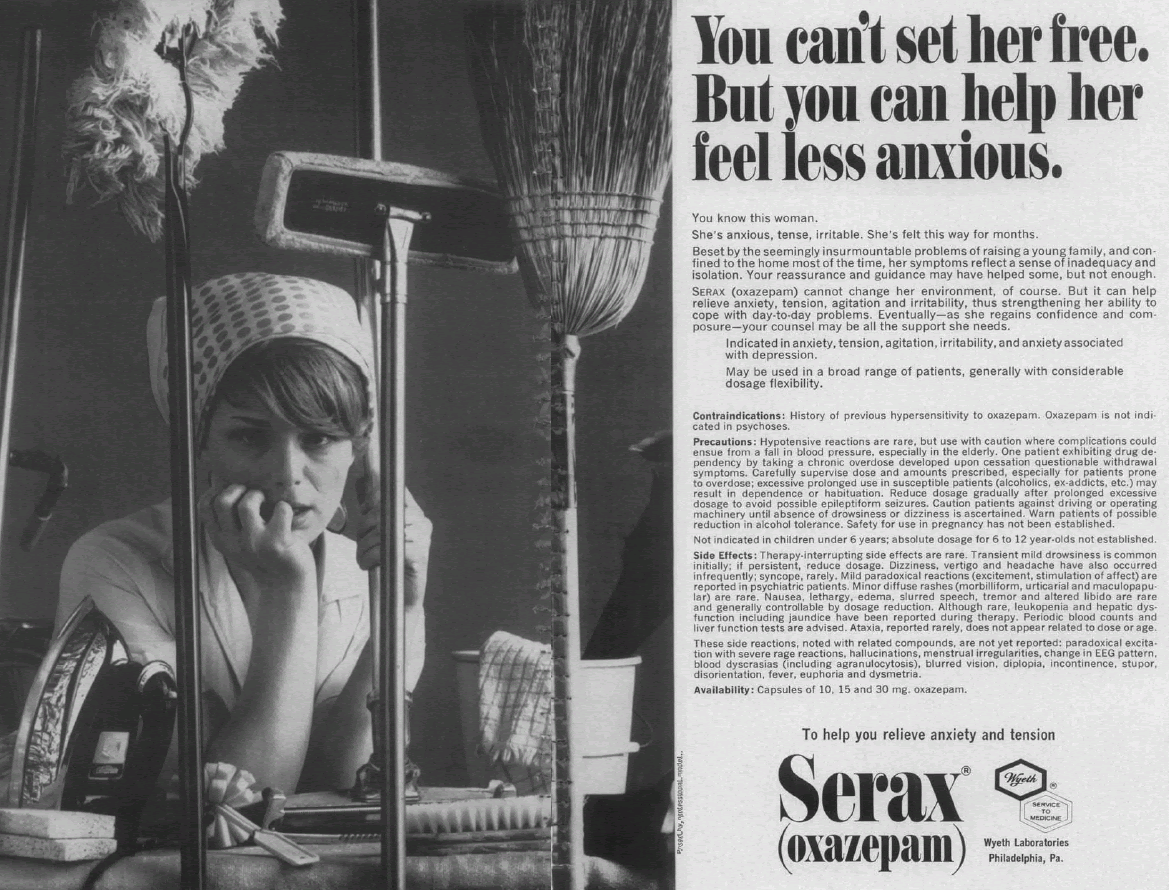 You can't set her free.
But you can help her
feel less anxious.
You know this woman.
She's anxious, tense, irritable. She's felt this way for months.
Beset by the seemingly insurmountable problems of raising a young family, and con-
fined to the home most of the time, her symptoms reflect a sense of inadequacy and
isolation. Your reassurance and guidance may have helped some, but not enough.
SERAX (oxazepam) cannot change her environment, of course. But it can help
relieve anxiety, tension, agitation and irritability, thus strengthening her ability to
cope with day-to-day problems. Eventually—as she regains confidence and com-
posure—your counsel may be all the support she needs.
Indicated in anxiety, tension, agitation, irritability, and anxiety associated
with depression.
May be used in a broad range of patients, generally with considerable
dosage flexibility.
Contraindications: History of previous hypersensitivity to oxazepam. Oxazepam is not indi-
cated in psychoses.
Precautions: Hypotensive reactions are rare, but use with caution where complications could
ensue from a fall in blood pressure, especially in the elderly. One patient exhibiting drug de-
pendency by taking a chronic overdose developed upon cessation questionable withdrawal
symptoms. Carefully supervise dose and amounts prescribed, especially for patients prone
to overdose; excessive prolonged use in susceptible patients (alcoholics, ex-addicts, etc.) may
result in dependence or habituation. Reduce dosage gradually after prolonged excessive
dosage to avoid possible epileptiform seizures. Caution patients against driving or operating
machinery until absence of drowsiness or dizziness is ascertained. Warn patients of possible
reduction in alcohol tolerance. Safety for use in pregnancy has not been established.
Not indicated in children under 6 years; absolute dosage for 6 to 12 year-olds not established.
Side Effects: Therapy-interrupting side effects are rare. Transient mild drowsiness is common
initially; if persistent, reduce dosage. Dizziness, vertigo and headache have also occurred
infrequently; syncope, rarely. Mild paradoxical reactions (excitement, stimulation of affect) are
reported in psychiatric patients. Minor diffuse rashes (morbilliform, urticarial and maculopapu-
lar) are rare. Nausea, lethargy, edema, slurred speech, tremor and altered libido are rare
and generally controllable by dosage reduction. Although rare, leukopenia and hepatic dys-
function including jaundice have been reported during therapy. Periodic blood counts and
liver function tests are advised. Ataxia, reported rarely, does not appear related to dose or age.
These side reactions, noted with related compounds, are not yet reported: paradoxical excita-
tion with severe rage reactions, hallucinations, menstrual irregularities, change in EEG pattern,
blood dyscrasias (including agranulocytosis), blurred vision, diplopia, incontinence, stupor,
disorientation, fever, euphoria and dysmetria.
Availability: Capsules of 10, 15 and 30 mg. oxazepam.
To help you relieve anxiety and tension
Serax®
(oxazepam)
Wyeth ®
SERVICE
TO
MEDICINE
Wyeth Laboratories
Philadelphia, Pa.